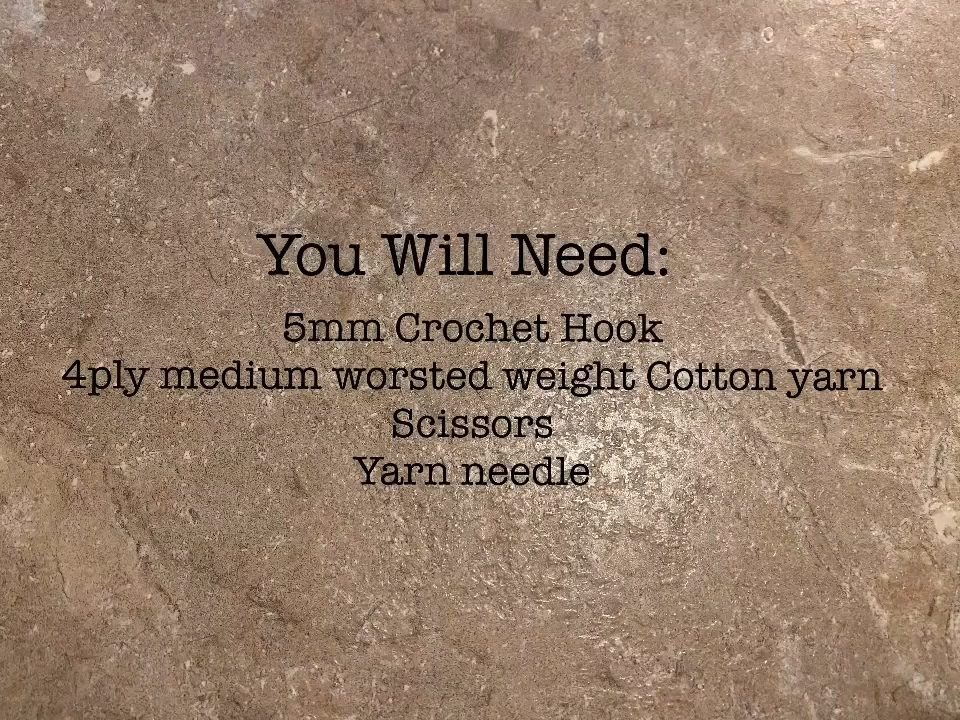 You Will Need:
5mm Crochet Hook
4ply medium worsted weight Cotton yarn
Scissors
Yarn needle